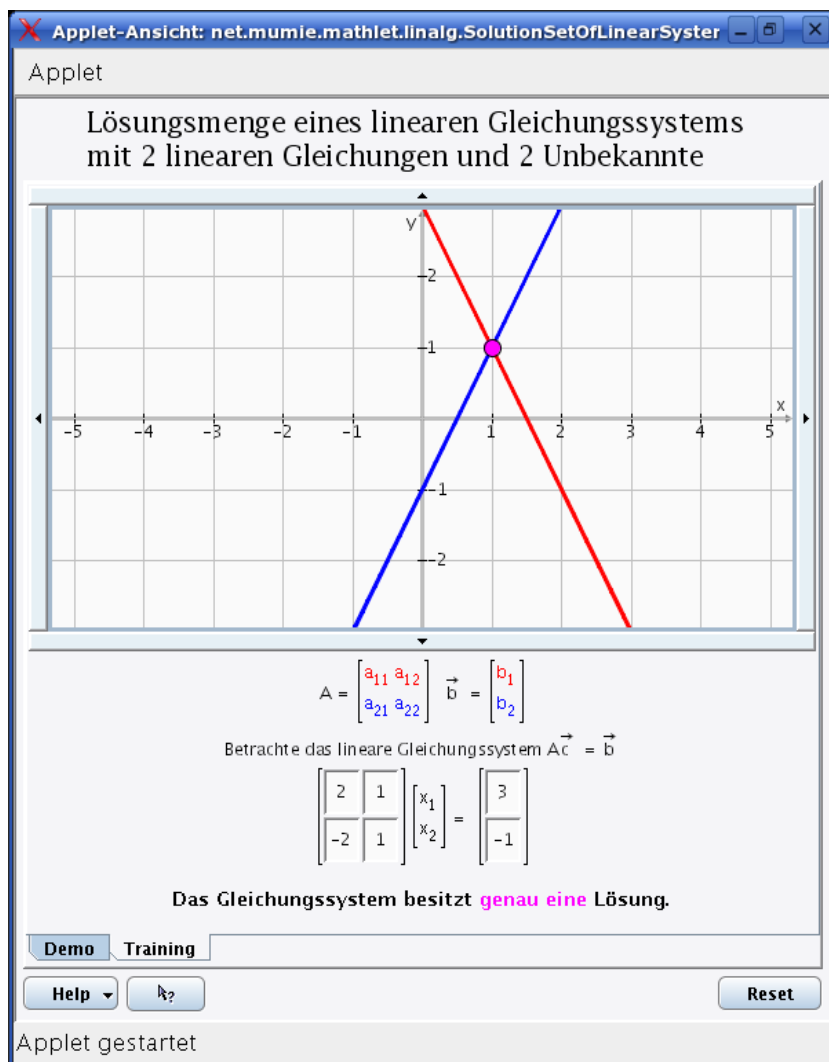 Applet-Ansicht: net.mumie.mathlet.linalg.SolutionSetOfLinearSyster
Applet
Lösungsmenge eines linearen Gleichungssystems
mit 2 linearen Gleichungen und 2 Unbekannte
y
2
1
x
-5 -4 -3 -2 -1 1 2 3 4 5
-1
-2
A = [a11 a12] b = [b1]
[a21 a22] [b2]
Betrachte das lineare Gleichungssystem Ac = b
2 1 x1 = 3
-2 1 x2 -1
Das Gleichungssystem besitzt genau eine Lösung.
Demo Training
Help ? Reset
Applet gestartet